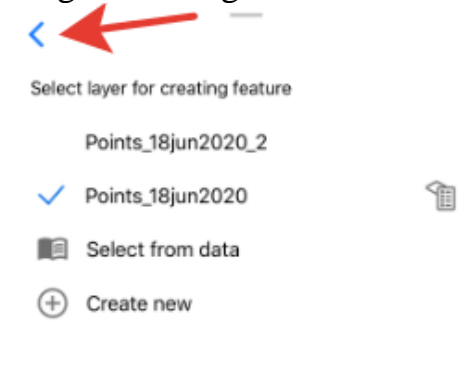 Select layer for creating feature
Points_18jun2020_2
Points_18jun2020
Select from data
Create new